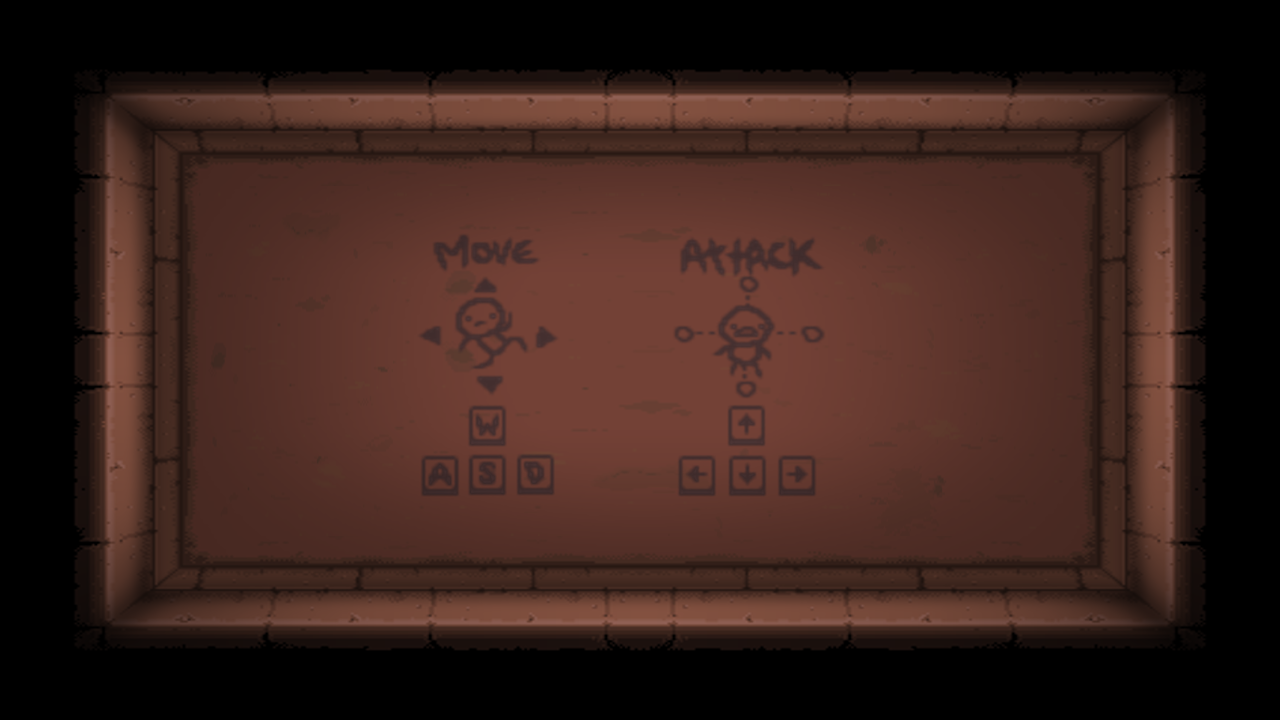 MOVE
ATTACK
W
↑
A S D
← ↓ →